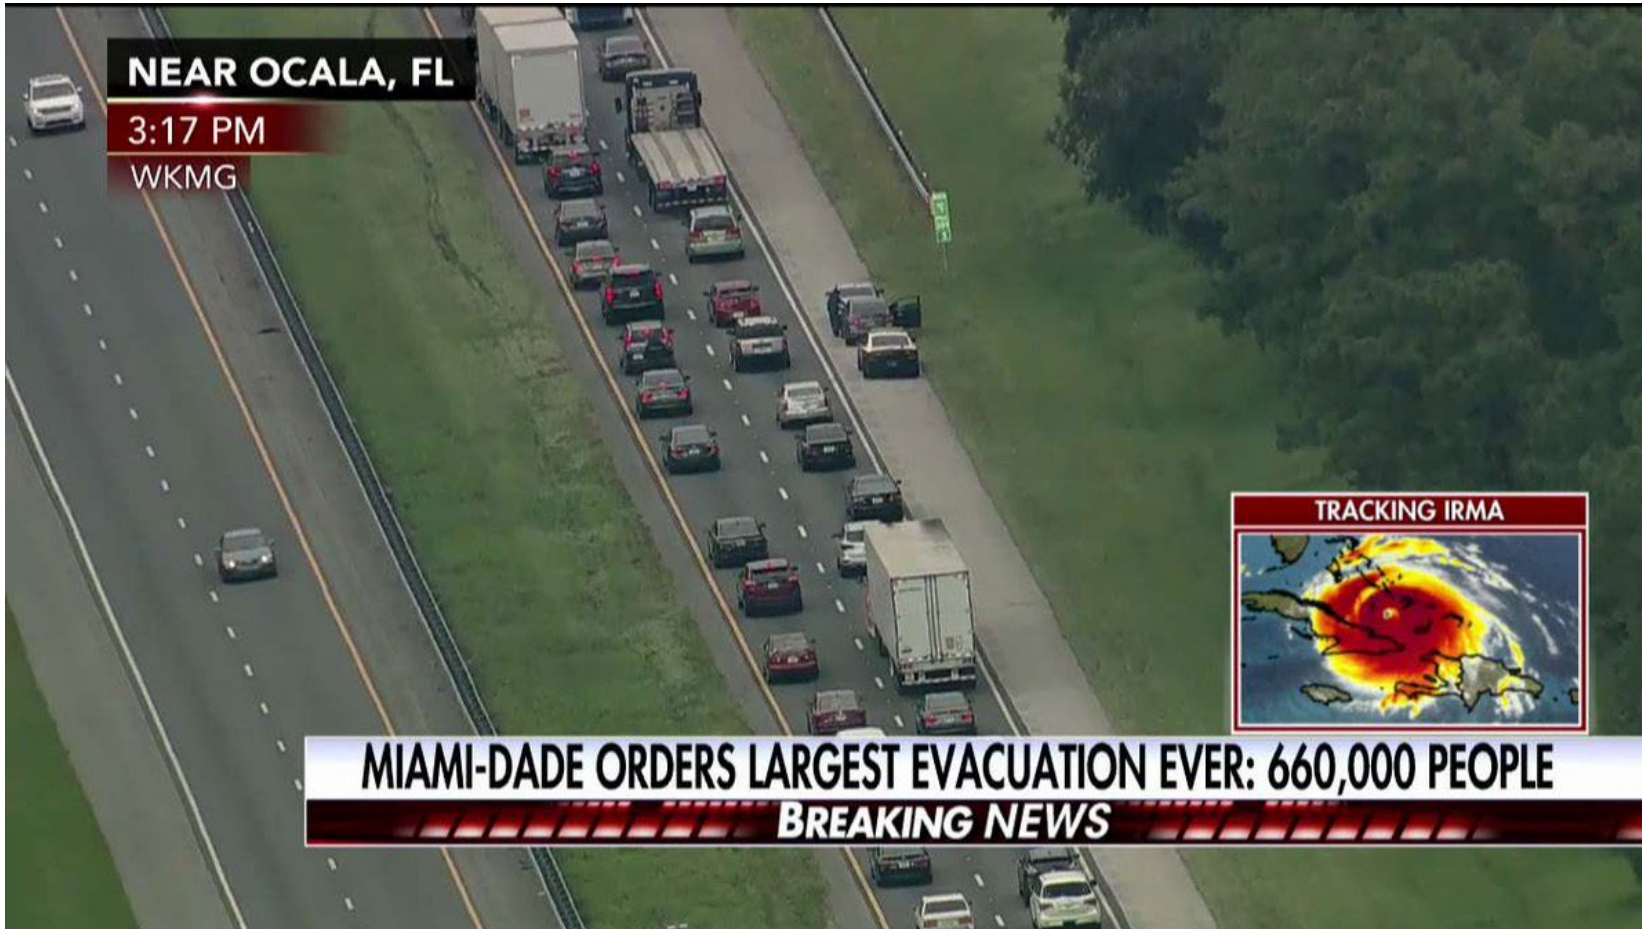 NEAR OCALA, FL
3:17 PM
WKMG
TRACKING IRMA
MIAMI-DADE ORDERS LARGEST EVACUATION EVER: 660,000 PEOPLE
BREAKING NEWS